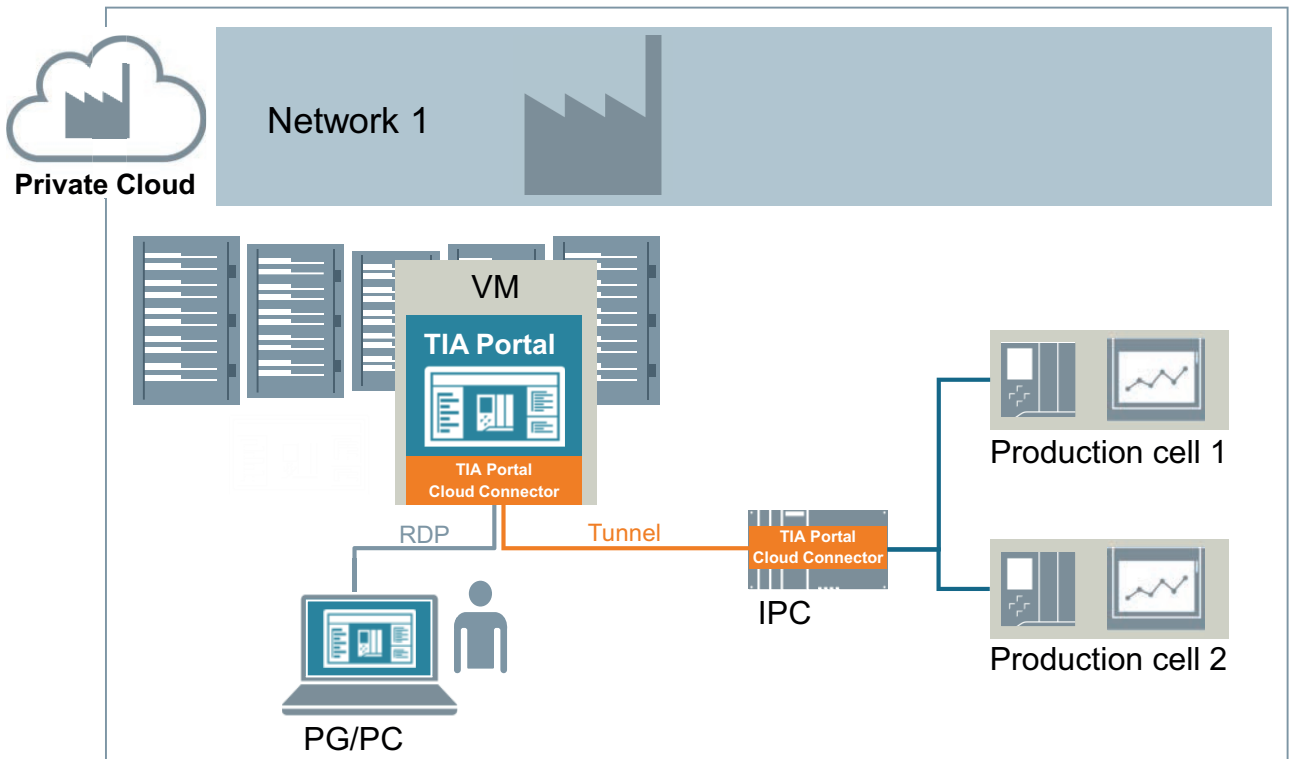 Network 1
Private Cloud
VM
TIA Portal
TIA Portal
Cloud Connector
RDP
Tunnel
TIA Portal
Cloud Connector
IPC
Production cell 1
Production cell 2
PG/PC